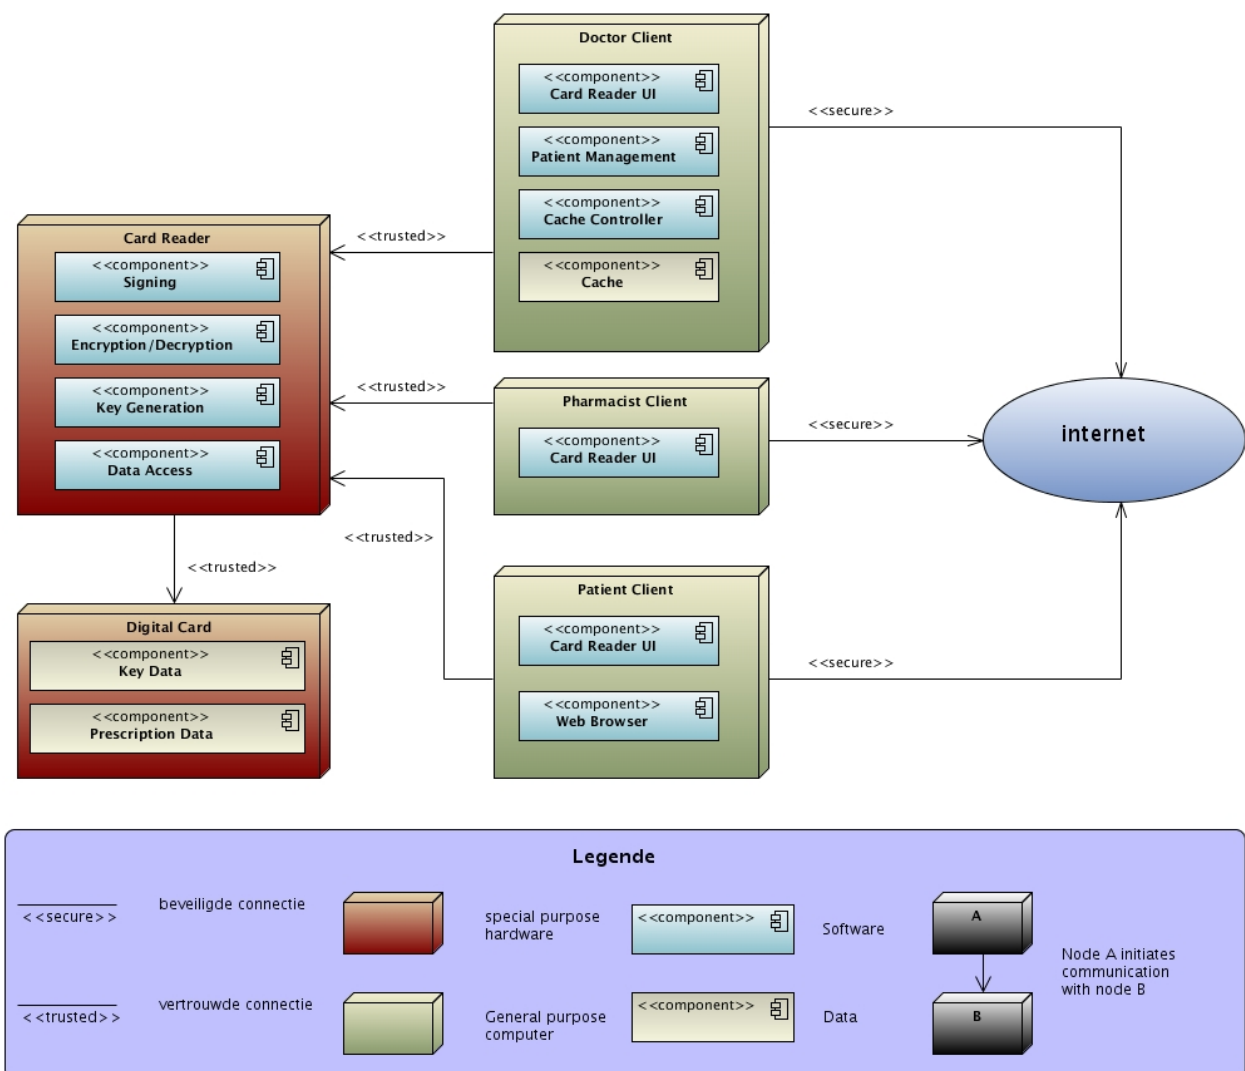 Doctor Client
<<component>>
Card Reader UI
<<component>>
Patient Management
<<component>>
Cache Controller
<<component>>
Cache
<<secure>>
Card Reader
<<component>>
Signing
<<component>>
Encryption/Decryption
<<component>>
Key Generation
<<component>>
Data Access
<<trusted>>
<<trusted>>
<<trusted>>
Pharmacist Client
<<component>>
Card Reader UI
<<secure>>
internet
<<trusted>>
Digital Card
<<component>>
Key Data
<<component>>
Prescription Data
Patient Client
<<component>>
Card Reader UI
<<component>>
Web Browser
<<secure>>
Legende
<<secure>>
beveiligde connectie
special purpose
hardware
<<component>>
Software
A
Node A initiates
communication
with node B
<<trusted>>
vertrouwde connectie
General purpose
computer
<<component>>
Data
B